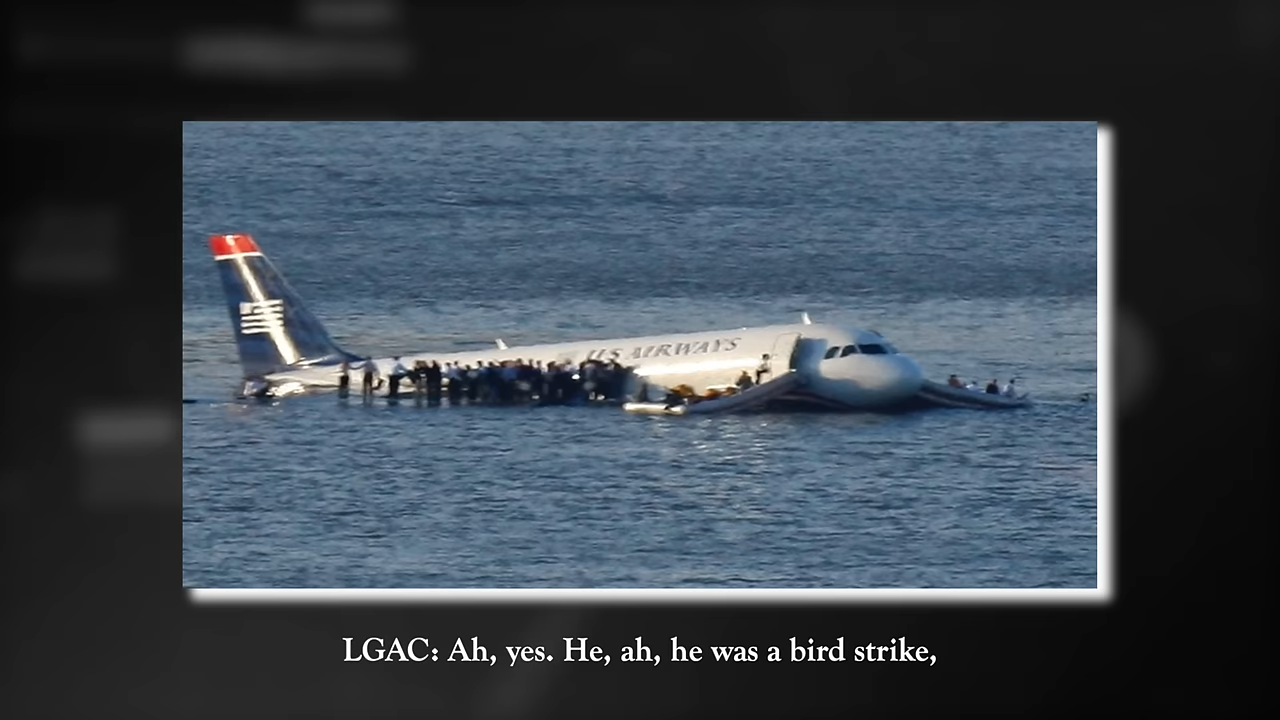 US AIRWAYS
LGAC: Ah, yes. He, ah, he was a bird strike,